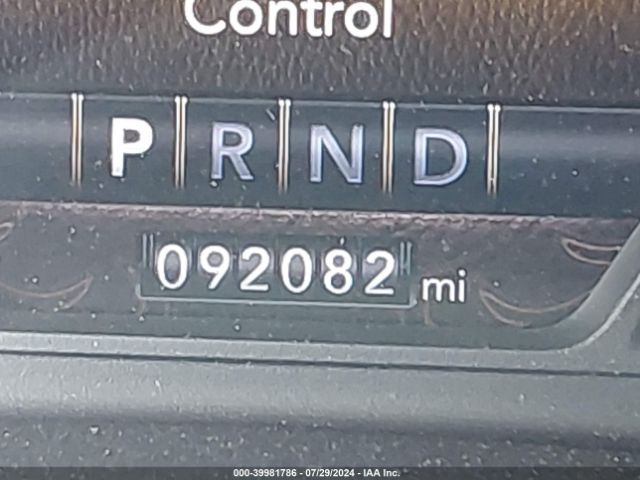 Control
P R N D
092082 mi
000-39981786 - 07/29/2024 - IAA Inc.